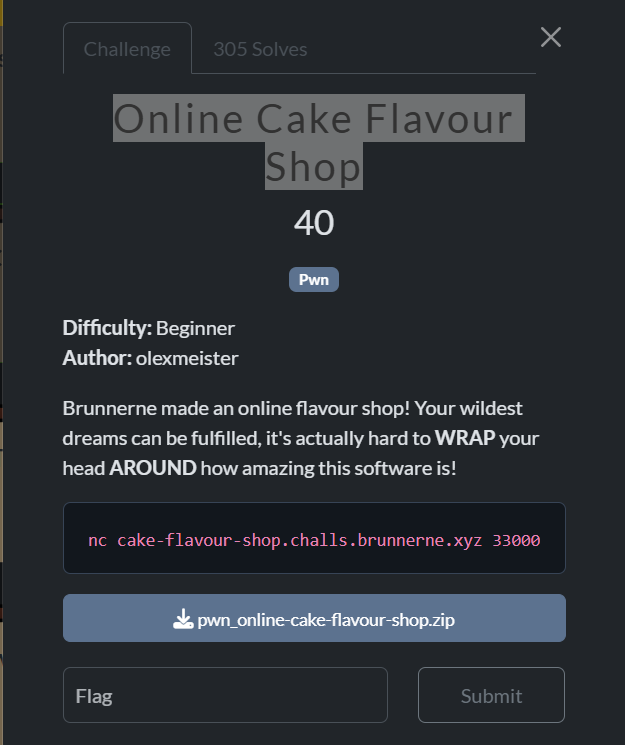 Challenge
305 Solves
Online Cake Flavour
Shop
40
Pwn
Difficulty: Beginner
Author: olexmeister
Brunnerne made an online flavour shop! Your wildest
dreams can be fulfilled, it's actually hard to WRAP your
head AROUND how amazing this software is!
nc cake-flavour-shop.challs.brunnerne.xyz 33000
pwn_online-cake-flavour-shop.zip
Flag
Submit